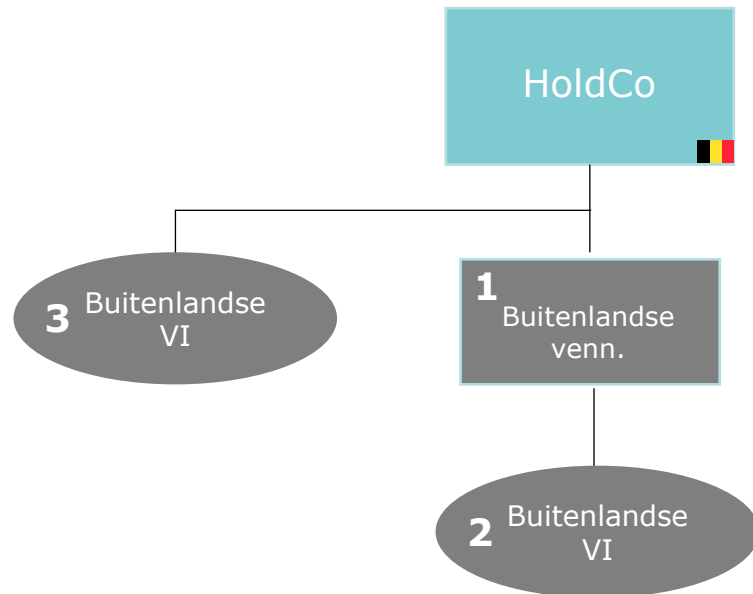 HoldCo
3 Buitenlandse
VI
1
Buitenlandse
venn.
2 Buitenlandse
VI